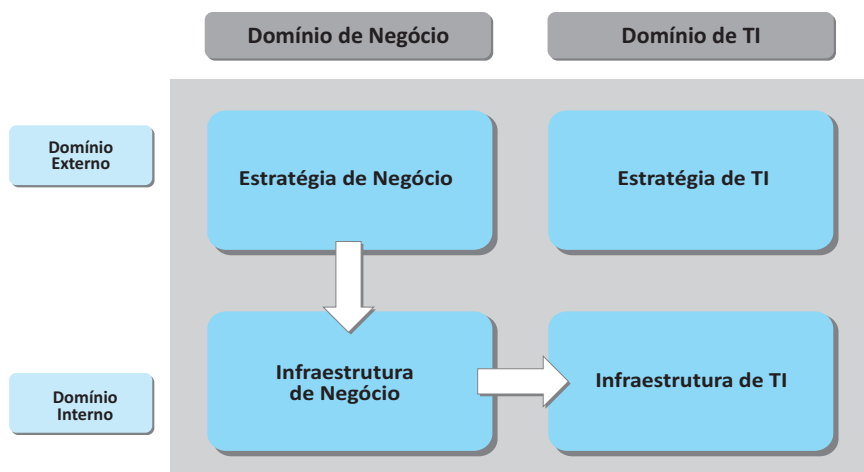 Domínio de Negócio
Domínio de TI
Domínio
Externo
Estratégia de Negócio
Estratégia de TI
Domínio
Interno
Infraestrutura
de Negócio
Infraestrutura de TI